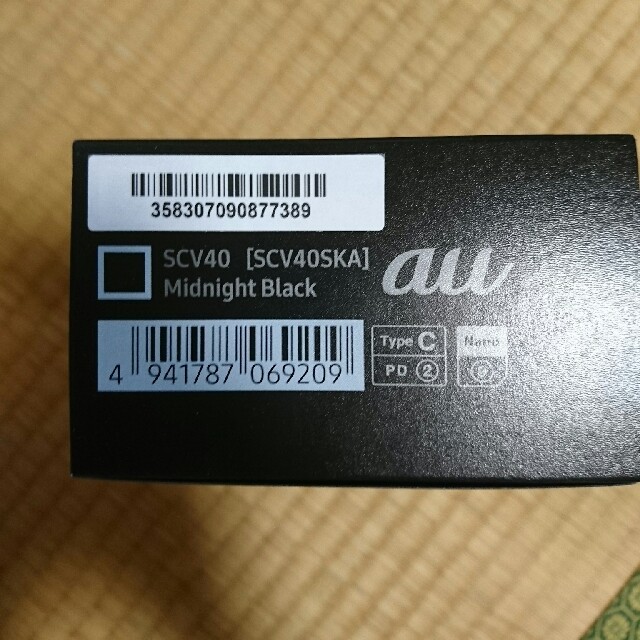 358307090877389
SCV40 [SCV40SKA]
Midnight Black
au
4 941787 069209
Type C
PD 2
Nano